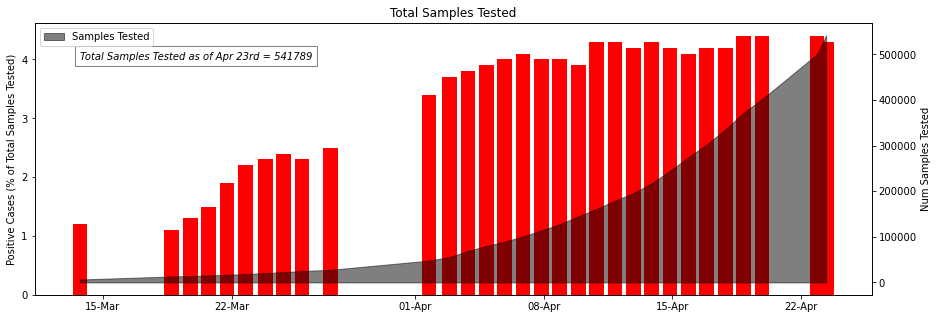 Total Samples Tested
Samples Tested
Total Samples Tested as of Apr 23rd = 541789
Positive Cases (% of Total Samples Tested)
4
3
2
1
0
Num Samples Tested
500000
400000
300000
200000
100000
0
15-Mar 22-Mar 01-Apr 08-Apr 15-Apr 22-Apr